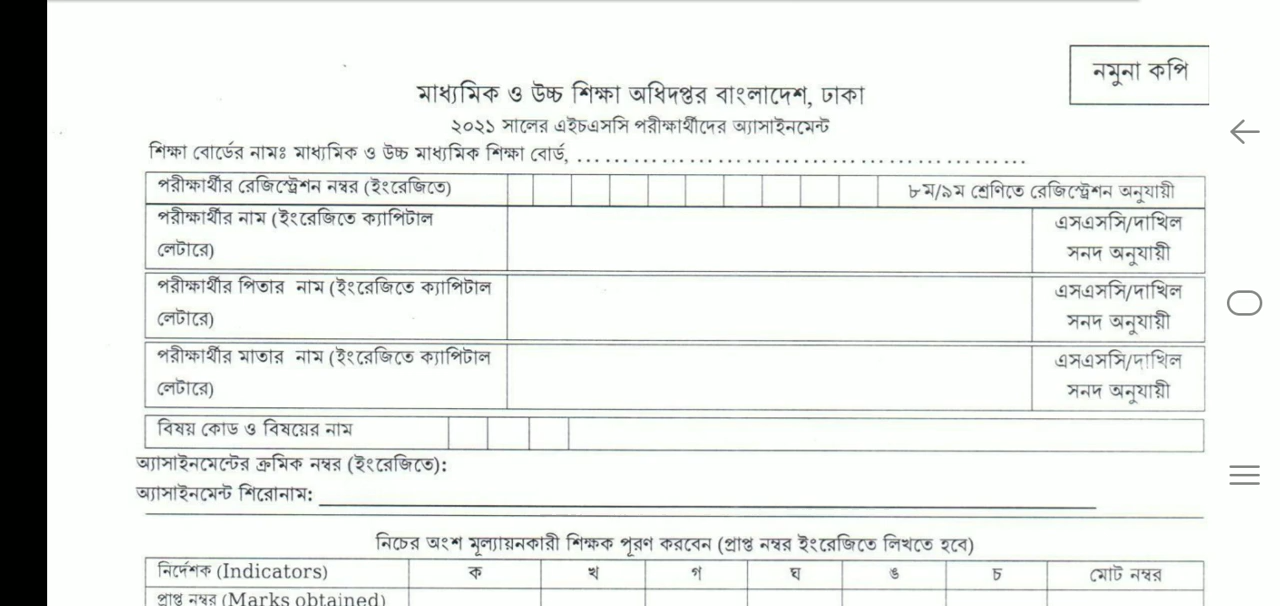 নমুনা কপি
মাধ্যমিক ও উচ্চ শিক্ষা অধিদপ্তর বাংলাদেশ, ঢাকা
২০২১ সালের এইচএসসি পরীক্ষার্থীদের অ্যাসাইনমেন্ট
শিক্ষা বোর্ডের নামঃ মাধ্যমিক ও উচ্চ মাধ্যমিক শিক্ষা বোর্ড, ................................................
পরীক্ষার্থীর রেজিস্ট্রেশন নম্বর (ইংরেজিতে) ৮ম/৯ম শ্রেণিতে রেজিস্ট্রেশন অনুযায়ী
পরীক্ষার্থীর নাম (ইংরেজিতে ক্যাপিটাল এসএসসি/দাখিল
লেটারে) সনদ অনুযায়ী
পরীক্ষার্থীর পিতার নাম (ইংরেজিতে ক্যাপিটাল এসএসসি/দাখিল
লেটারে) সনদ অনুযায়ী
পরীক্ষার্থীর মাতার নাম (ইংরেজিতে ক্যাপিটাল এসএসসি/দাখিল
লেটারে) সনদ অনুযায়ী
বিষয় কোড ও বিষয়ের নাম
অ্যাসাইনমেন্টের ক্রমিক নম্বর (ইংরেজিতে):
অ্যাসাইনমেন্ট শিরোনাম:
নিচের অংশ মূল্যায়নকারী শিক্ষক পূরণ করবেন (প্রাপ্ত নম্বর ইংরেজিতে লিখতে হবে)
নির্দেশক (Indicators) ক খ গ ঘ ঙ চ মোট নম্বর
প্রাপ্ত নম্বর (Marks obtained)